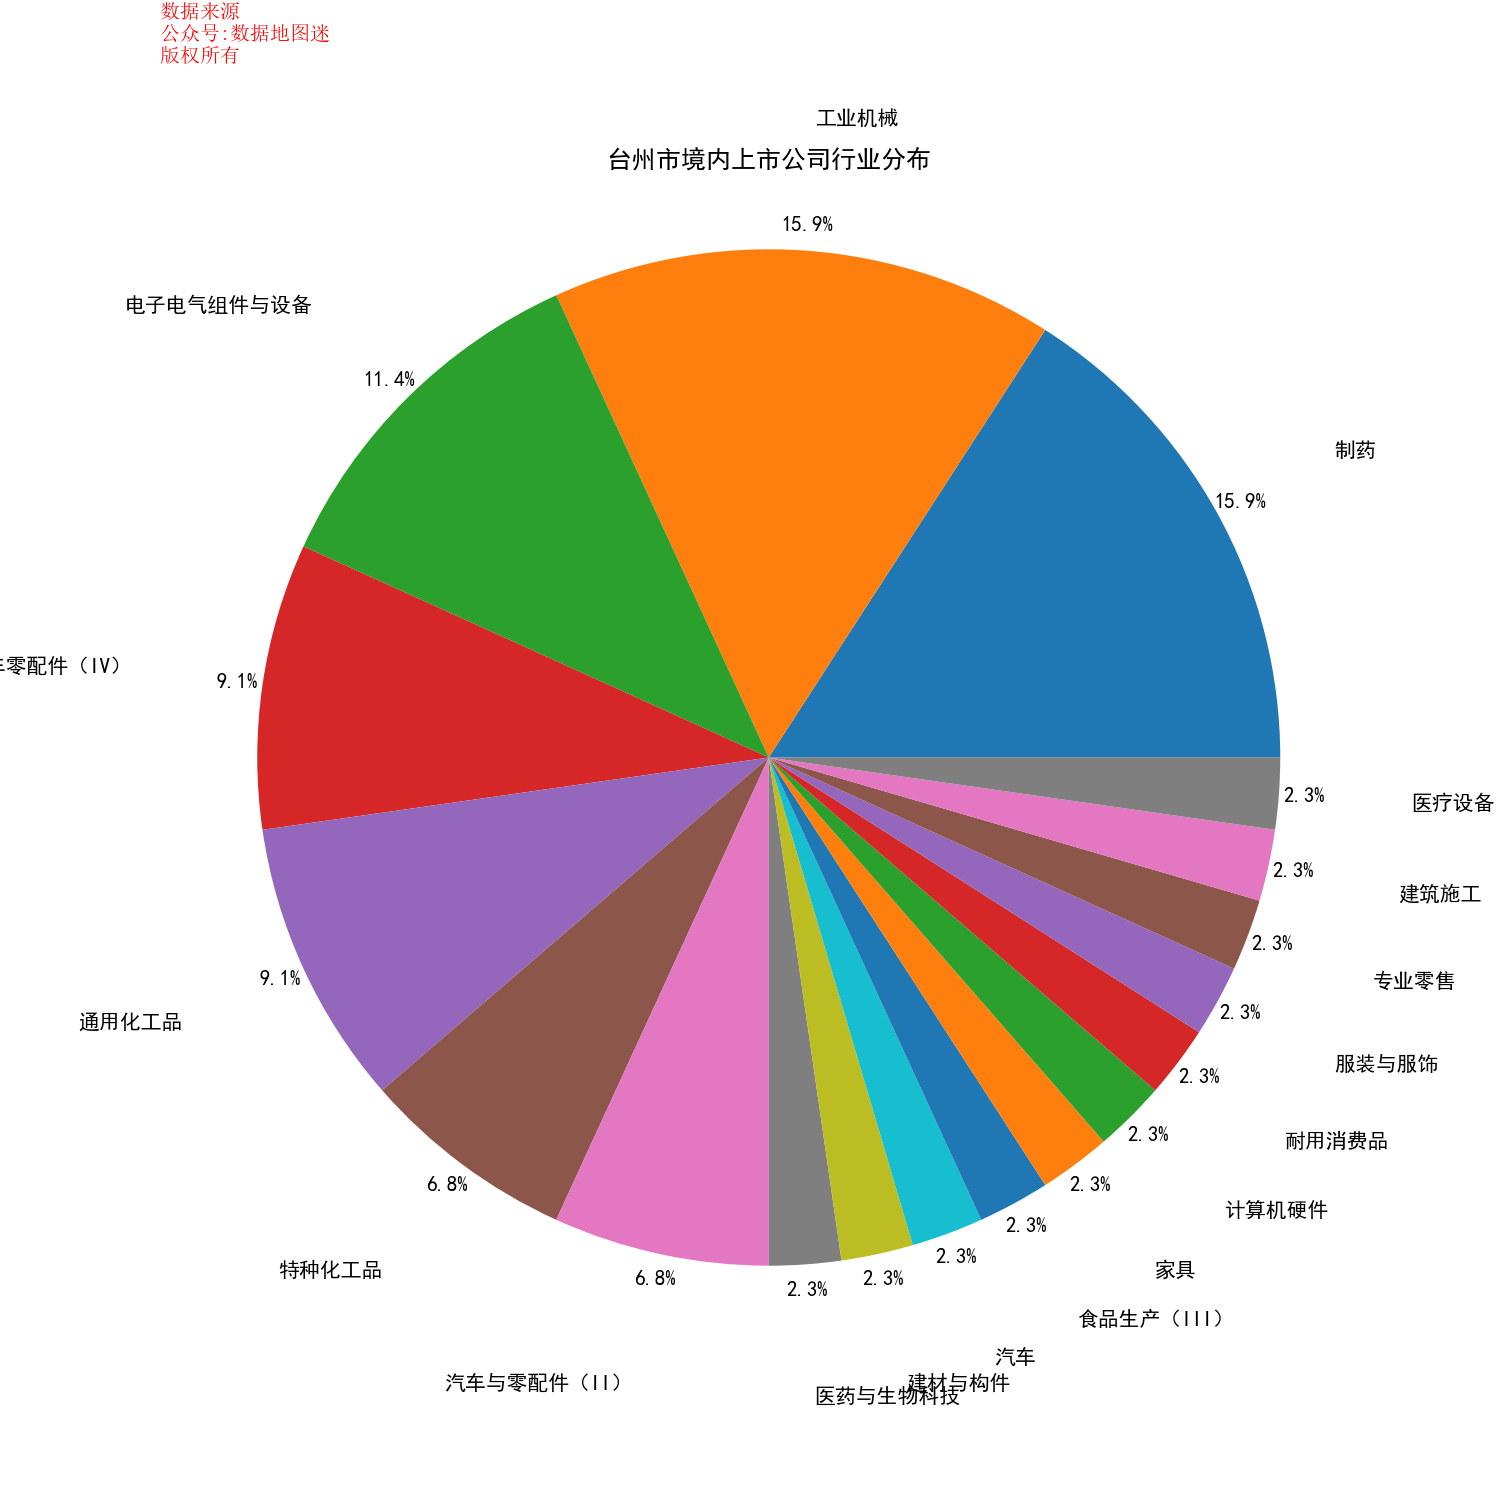 数据来源
公众号:数据地图迷
版权所有
工业机械
台州市境内上市公司行业分布
15.9%
电子电气组件与设备
11.4%
制药
15.9%
零配件（IV）
9.1%
医疗设备
2.3%
建筑施工
2.3%
专业零售
2.3%
服装与服饰
2.3%
耐用消费品
2.3%
计算机硬件
2.3%
家具
2.3%
食品生产（III）
2.3%
汽车
2.3%
建材与构件
2.3%
医药与生物科技
2.3%
汽车与零配件（II）
6.8%
特种化工品
6.8%
通用化工品
9.1%